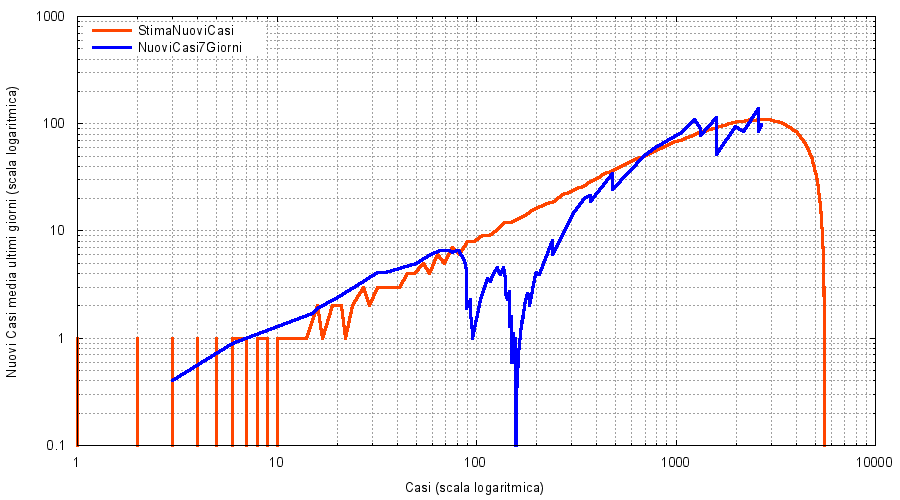 1000
StimaNuoviCasi
NuoviCasi7Giorni
100
10
1
0.1
Nuovi Casi media ultimi giorni (scala logaritmica)
1 10 100 1000 10000
Casi (scala logaritmica)